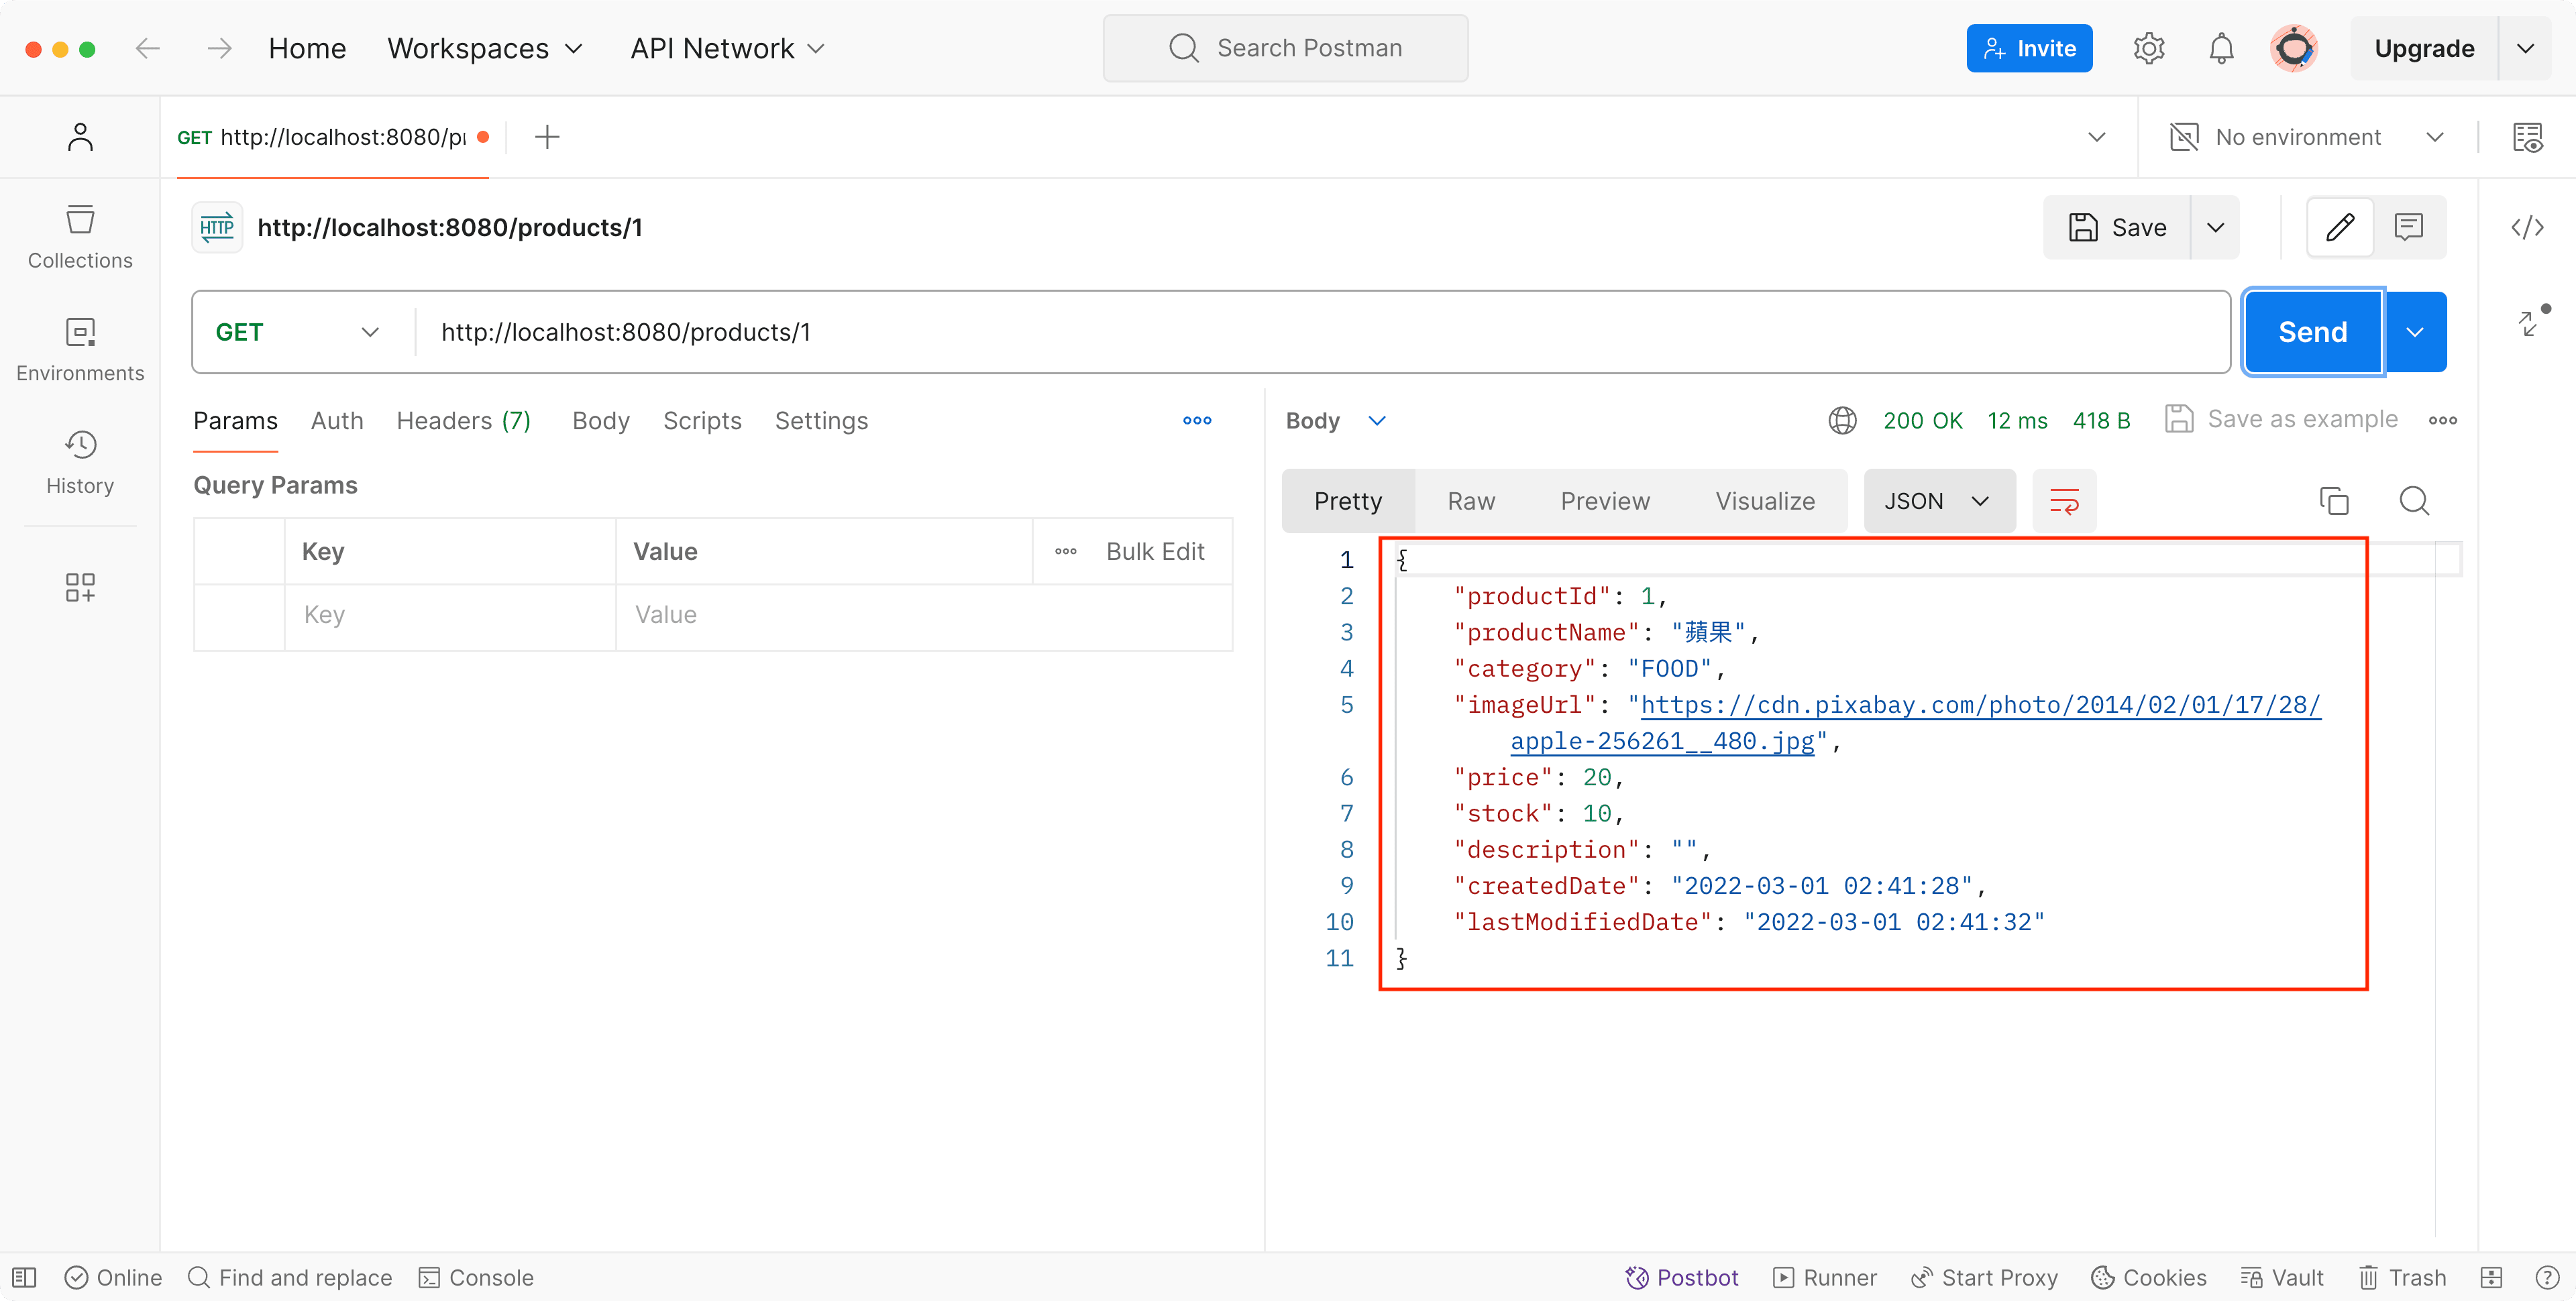 Home Workspaces API Network Search Postman Invite Upgrade
GET http://localhost:8080/pr No environment
HTTP http://localhost:8080/products/1 Save
Collections
Environments
History
GET http://localhost:8080/products/1 Send
Params Auth Headers (7) Body Scripts Settings
Query Params
Key Value Bulk Edit
Key Value
Body 200 OK 12 ms 418 B Save as example
Pretty Raw Preview Visualize JSON
1 {
2 "productId": 1,
3 "productName": "蘋果",
4 "category": "FOOD",
5 "imageUrl": "https://cdn.pixabay.com/photo/2014/02/01/17/28/
apple-256261__480.jpg",
6 "price": 20,
7 "stock": 10,
8 "description": "",
9 "createdDate": "2022-03-01 02:41:28",
10 "lastModifiedDate": "2022-03-01 02:41:32"
11 }
Online Find and replace Console Postbot Runner Start Proxy Cookies Vault Trash